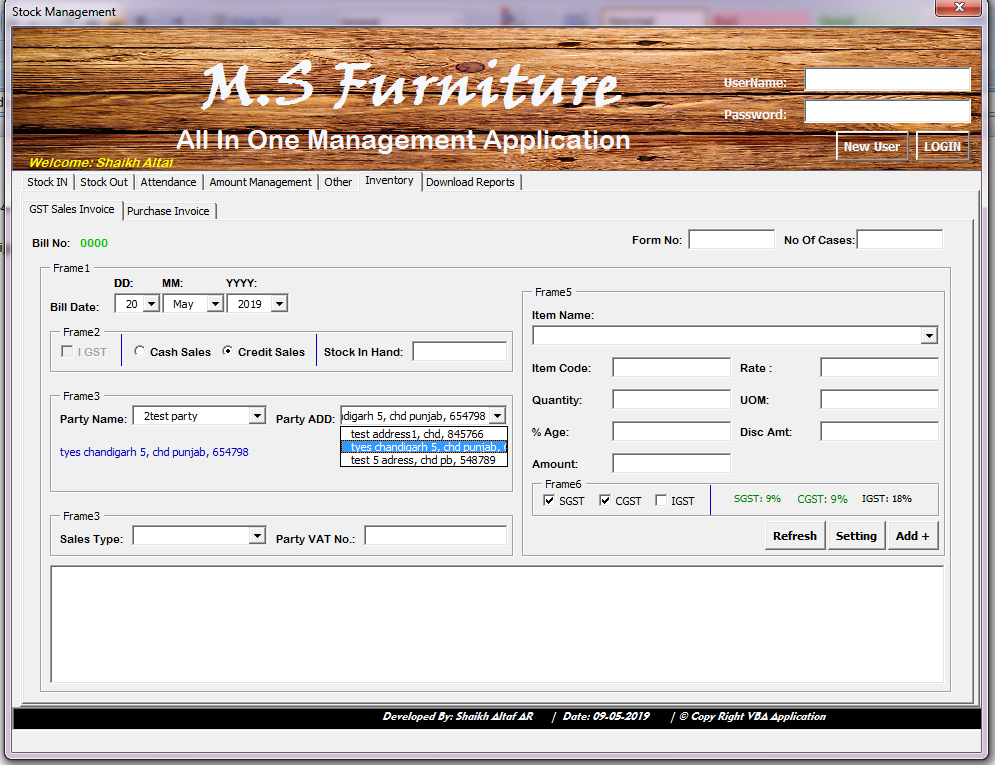 Stock Management
M.S Furniture
All In One Management Application
UserName:
Password:
New User LOGIN
Welcome: Shaikh Altaf
Stock IN Stock Out Attendance Amount Management Other Inventory Download Reports
GST Sales Invoice Purchase Invoice
Bill No: 0000
Form No: No Of Cases:
Frame1
DD: MM: YYYY:
Bill Date: 20 May 2019
Frame2
I GST Cash Sales Credit Sales Stock In Hand:
Frame3
Party Name: 2test party Party ADD: digarh 5, chd punjab, 654798
test address1, chd, 845766
tyes chandigarh 5, chd punjab,
test 5 adress, chd pb, 548789
tyes chandigarh 5, chd punjab, 654798
Frame3
Sales Type: Party VAT No.:
Frame5
Item Name:
Item Code: Rate :
Quantity: UOM:
% Age: Disc Amt:
Amount:
Frame6
SGST CGST IGST SGST: 9% CGST: 9% IGST: 18%
Refresh Setting Add +
Developed By: Shaikh Altaf AR | Date: 09-05-2019 | © Copy Right VBA Application